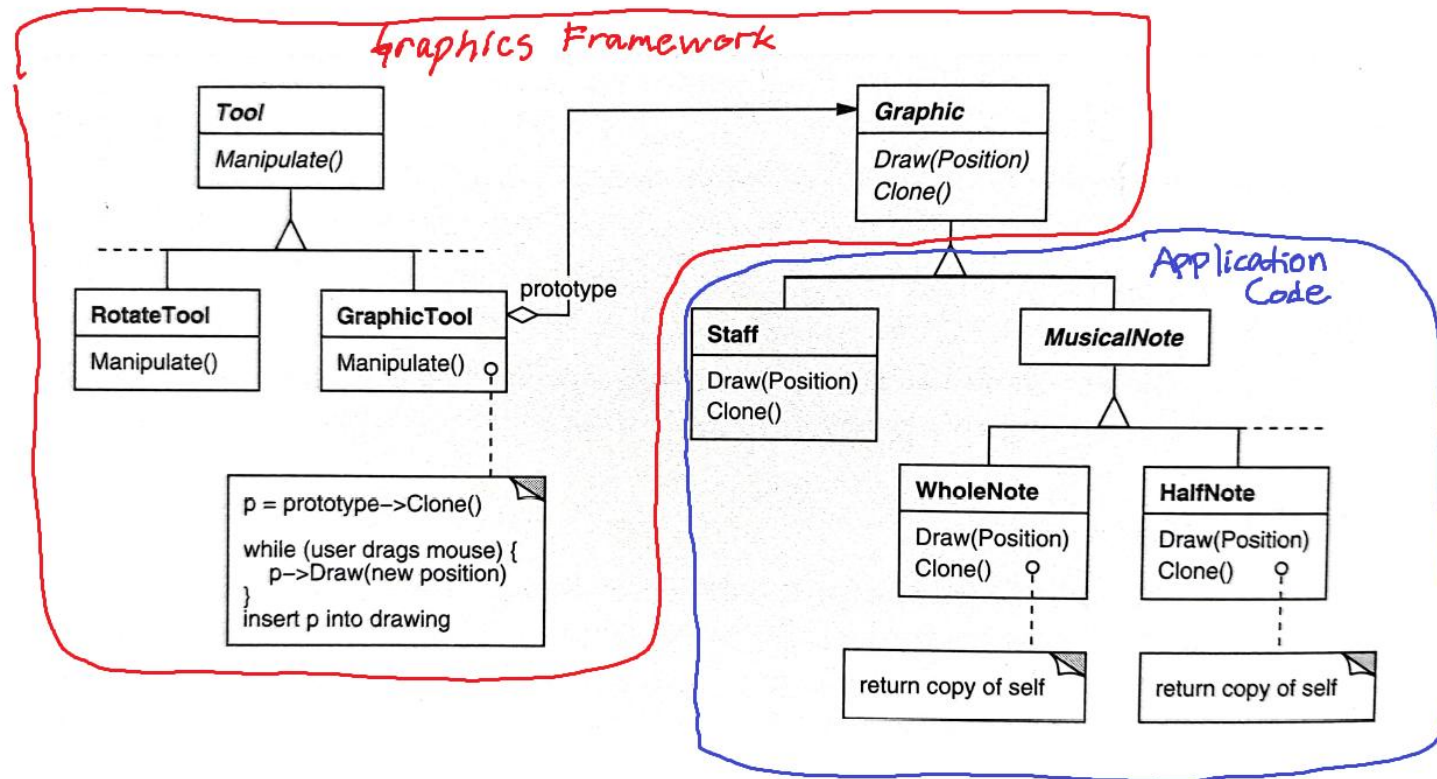 Graphics Framework
Tool
Manipulate()
Graphic
Draw(Position)
Clone()
Application
Code
prototype
RotateTool
Manipulate()
GraphicTool
Manipulate()
Staff
Draw(Position)
Clone()
MusicalNote
p = prototype–>Clone()
while (user drags mouse) {
p–>Draw(new position)
}
insert p into drawing
WholeNote
Draw(Position)
Clone()
HalfNote
Draw(Position)
Clone()
return copy of self
return copy of self